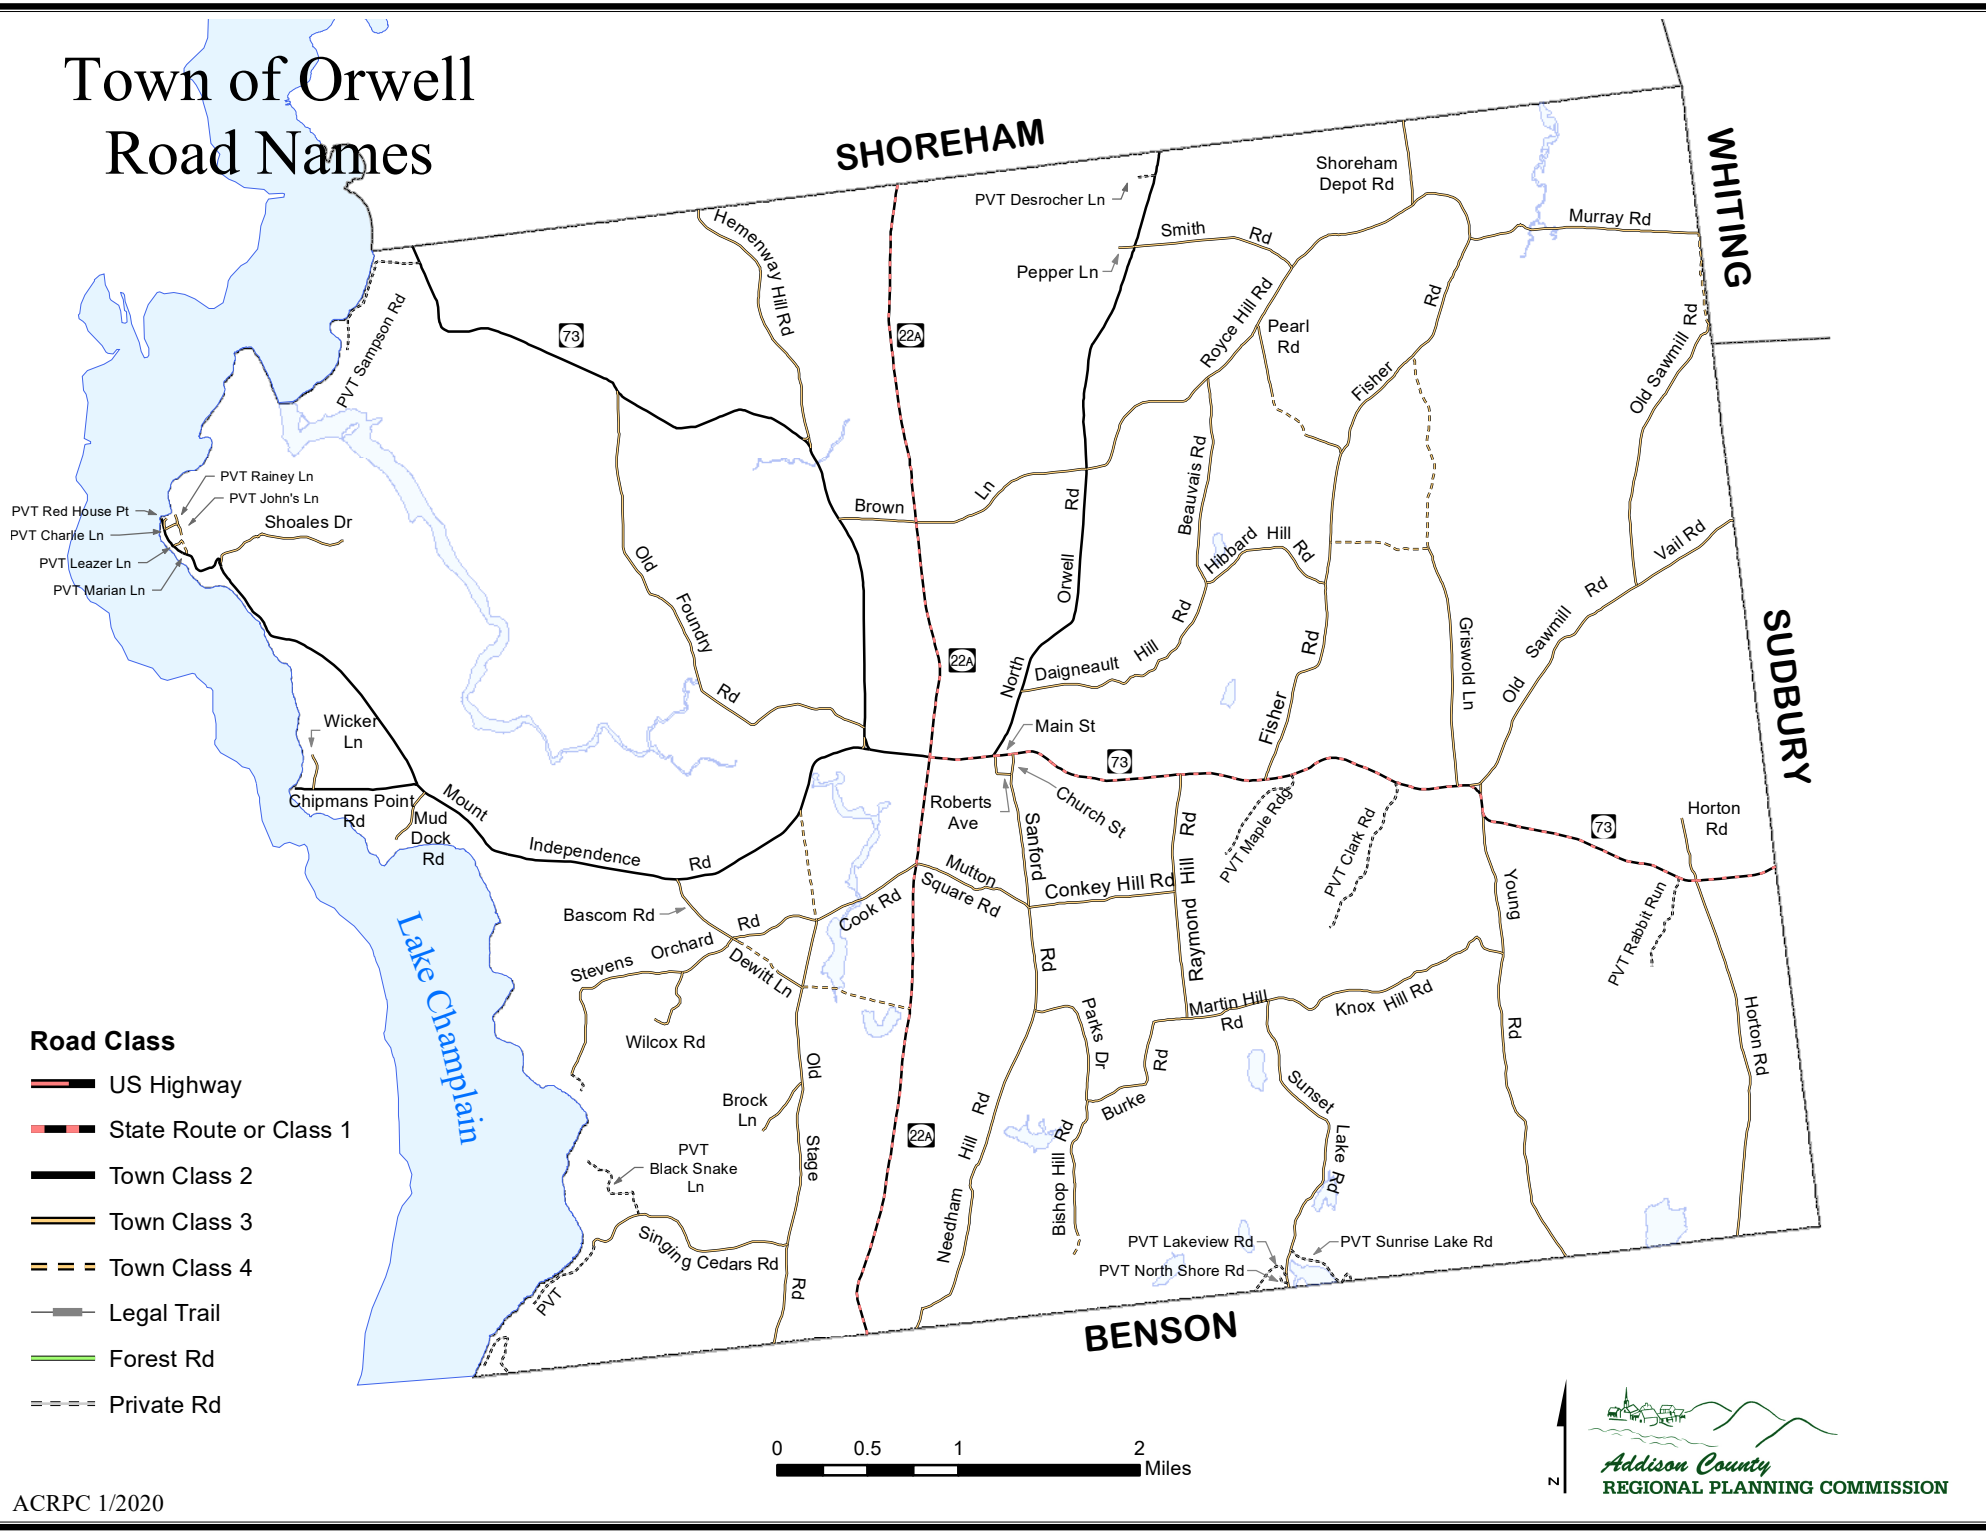 Town of Orwell
Road Names
SHOREHAM
WHITING
SUDBURY
BENSON
Shoreham
Depot Rd
PVT Desrocher Ln
Smith Rd
Murray Rd
Pepper Ln
Hemenway Hill Rd
73
22A
Royce Hill Rd
Pearl
Rd
Fisher Rd
Old Sawmill Rd
PVT Sampson Rd
PVT Rainey Ln
PVT John's Ln
PVT Red House Pt
PVT Charlie Ln
PVT Leazer Ln
PVT Marian Ln
Shoales Dr
Brown Ln
Beauvais Rd
Hibbard Hill Rd
Vail Rd
Old Foundry Rd
North Orwell Rd
Daigneault Hill Rd
Fisher Rd
Griswold Ln
Old Sawmill Rd
22A
Wicker
Ln
Main St
73
Chipmans Point
Rd
Mud
Dock
Rd
Mount Independence Rd
Roberts
Ave
Church St
Sanford Rd
Raymond Hill Rd
PVT Maple Rdg
PVT Clark Rd
73
Horton
Rd
Mutton
Square Rd
Conkey Hill Rd
Cook Rd
Bascom Rd
Stevens Orchard Rd
Dewitt Ln
Young Rd
PVT Rabbit Run
Lake Champlain
Wilcox Rd
Parks Dr
Martin Hill
Rd
Knox Hill Rd
Horton Rd
Brock
Ln
Old Stage Rd
Burke Rd
Sunset Lake Rd
22A
Needham Hill Rd
Bishop Hill Rd
PVT
Black Snake
Ln
Singing Cedars Rd
PVT
PVT Lakeview Rd
PVT Sunrise Lake Rd
PVT North Shore Rd
Road Class
US Highway
State Route or Class 1
Town Class 2
Town Class 3
Town Class 4
Legal Trail
Forest Rd
Private Rd
0 0.5 1 2
Miles
N
Addison County
REGIONAL PLANNING COMMISSION
ACRPC 1/2020